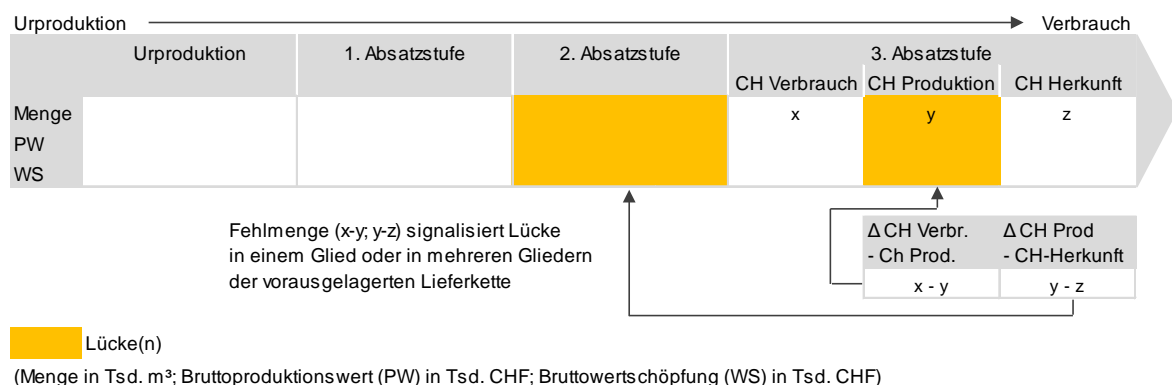 Urproduktion Verbrauch
Urproduktion 1. Absatzstufe 2. Absatzstufe 3. Absatzstufe
CH Verbrauch CH Produktion CH Herkunft
Menge x y z
PW
WS
Fehlmenge (x-y; y-z) signalisiert Lücke
in einem Glied oder in mehreren Gliedern
der vorausgelagerten Lieferkette
Δ CH Verbr. Δ CH Prod
- Ch Prod. - CH-Herkunft
x - y y - z
Lücke(n)
(Menge in Tsd. m³; Bruttoproduktionswert (PW) in Tsd. CHF; Bruttowertschöpfung (WS) in Tsd. CHF)